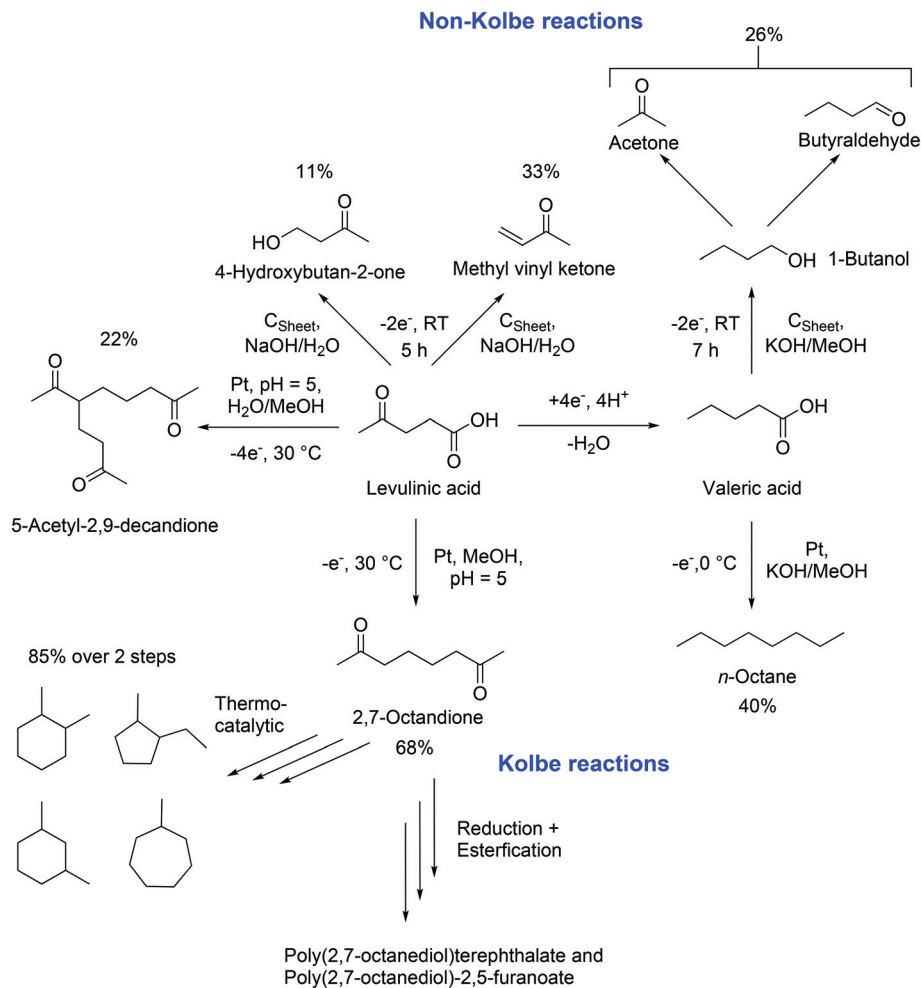 Non-Kolbe reactions
26%
O
O
Acetone
Butyraldehyde
11%
33%
O
HO
4-Hydroxybutan-2-one
O
Methyl vinyl ketone
OH 1-Butanol
C_Sheet,
NaOH/H₂O
-2e⁻, RT
5 h
C_Sheet,
NaOH/H₂O
-2e⁻, RT
7 h
C_Sheet,
KOH/MeOH
22%
O
O
O
5-Acetyl-2,9-decandione
Pt, pH = 5,
H₂O/MeOH
-4e⁻, 30 °C
O
OH
O
Levulinic acid
+4e⁻, 4H⁺
-H₂O
OH
O
Valeric acid
-e⁻, 30 °C
Pt, MeOH,
pH = 5
-e⁻,0 °C
Pt,
KOH/MeOH
O
O
2,7-Octandione
68%
n-Octane
40%
85% over 2 steps
Thermo-
catalytic
Kolbe reactions
Reduction +
Esterfication
Poly(2,7-octanediol)terephthalate and
Poly(2,7-octanediol)-2,5-furanoate